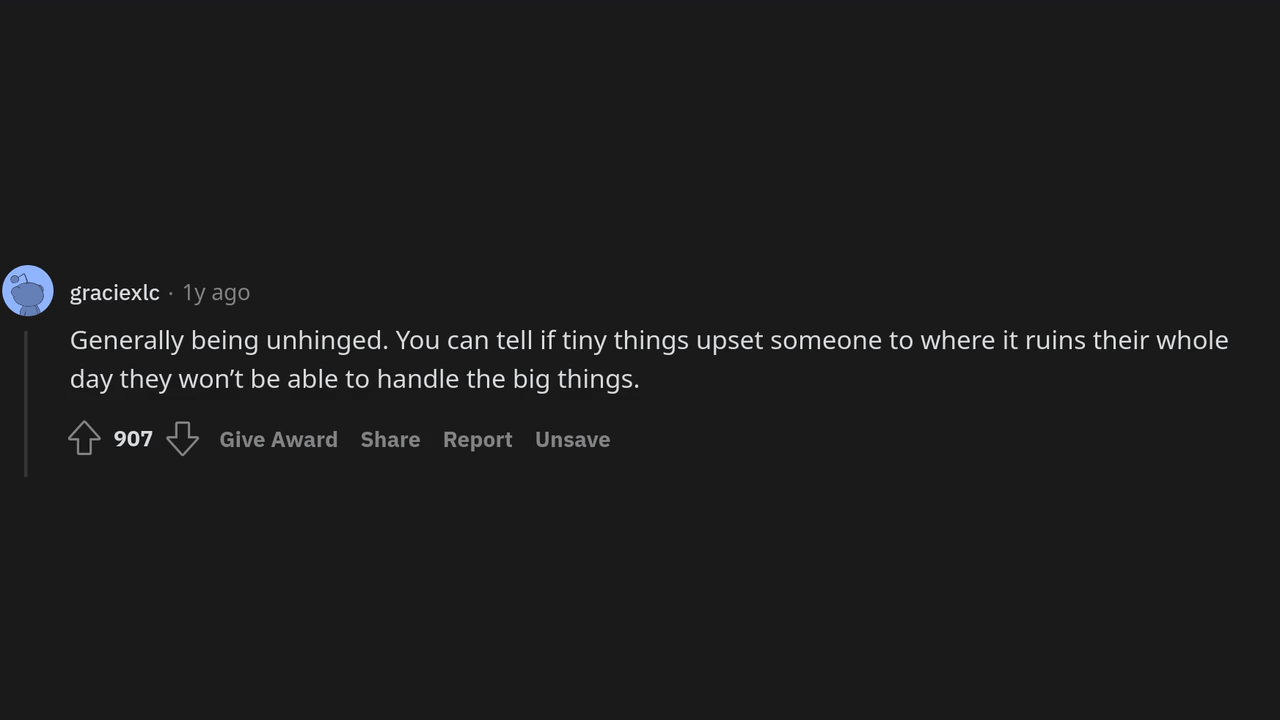 graciexlc · 1y ago
Generally being unhinged. You can tell if tiny things upset someone to where it ruins their whole
day they won’t be able to handle the big things.
907 Give Award Share Report Unsave